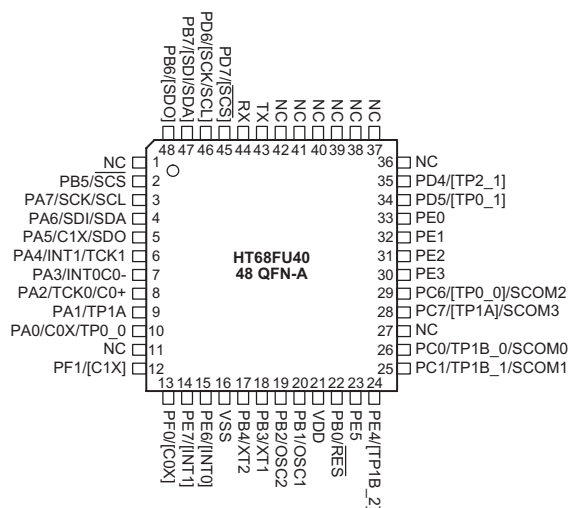 PB6/[SDO]
PB7/[SDI/SDA]
PD6/[SCK/SCL]
PD7/[SCS]
RX
TX
NC
NC
NC
NC
NC
NC
48 47 46 45 44 43 42 41 40 39 38 37
NC 1
PB5/SCS 2
PA7/SCK/SCL 3
PA6/SDI/SDA 4
PA5/C1X/SDO 5
PA4/INT1/TCK1 6
PA3/INT0C0- 7
PA2/TCK0/C0+ 8
PA1/TP1A 9
PA0/C0X/TP0_0 10
NC 11
PF1/[C1X] 12
HT68FU40
48 QFN-A
36 NC
35 PD4/[TP2_1]
34 PD5/[TP0_1]
33 PE0
32 PE1
31 PE2
30 PE3
29 PC6/[TP0_0]/SCOM2
28 PC7/[TP1A]/SCOM3
27 NC
26 PC0/TP1B_0/SCOM0
25 PC1/TP1B_1/SCOM1
13 14 15 16 17 18 19 20 21 22 23 24
PF0/[C0X]
PE7/[INT1]
PE6/[INT0]
VSS
PB4/XT2
PB3/XT1
PB2/OSC2
PB1/OSC1
VDD
PB0/RES
PE5
PE4/[TP1B_2]